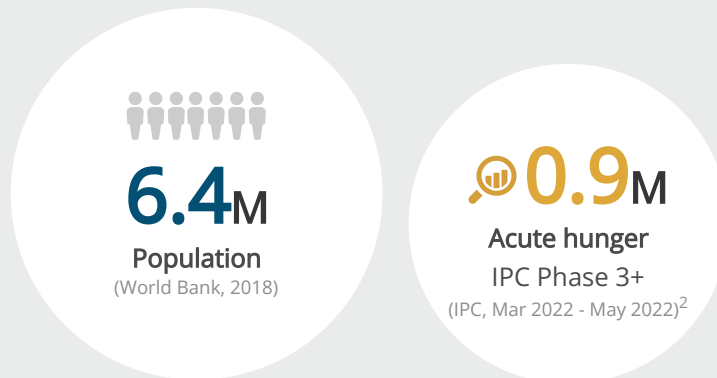 6.4M
Population
(World Bank, 2018)
0.9M
Acute hunger
IPC Phase 3+
(IPC, Mar 2022 - May 2022)2